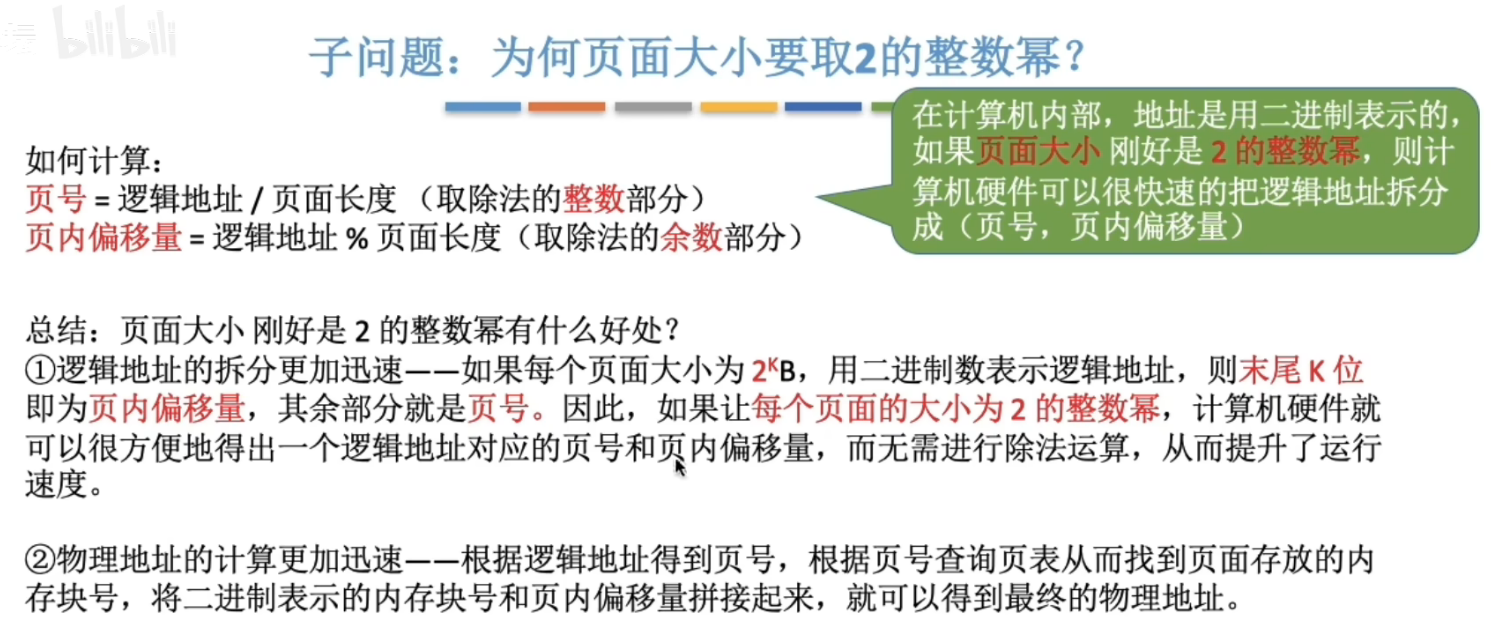 bilibili
子问题：为何页面大小要取2的整数幂？
在计算机内部，地址是用二进制表示的，
如果页面大小 刚好是 2 的整数幂，则计
算机硬件可以很快速的把逻辑地址拆分
成（页号，页内偏移量）
如何计算：
页号 = 逻辑地址 / 页面长度 （取除法的整数部分）
页内偏移量 = 逻辑地址 % 页面长度（取除法的余数部分）
总结：页面大小 刚好是 2 的整数幂有什么好处？
①逻辑地址的拆分更加迅速——如果每个页面大小为 2ᴷB，用二进制数表示逻辑地址，则末尾 K 位
即为页内偏移量，其余部分就是页号。因此，如果让每个页面的大小为 2 的整数幂，计算机硬件就
可以很方便地得出一个逻辑地址对应的页号和页内偏移量，而无需进行除法运算，从而提升了运行
速度。
②物理地址的计算更加迅速——根据逻辑地址得到页号，根据页号查询页表从而找到页面存放的内
存块号，将二进制表示的内存块号和页内偏移量拼接起来，就可以得到最终的物理地址。